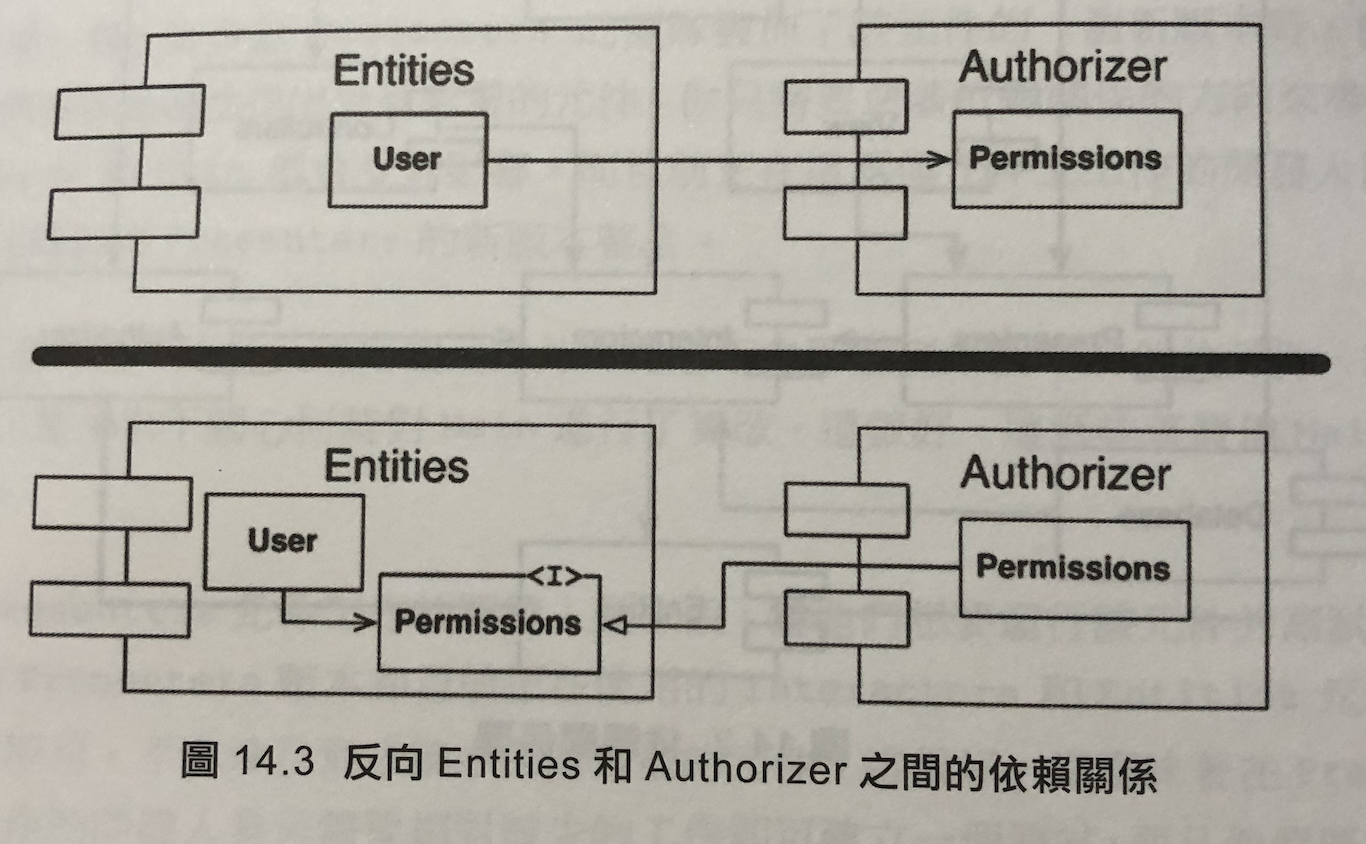 Entities
Authorizer
User
Permissions
Entities
Authorizer
User
<I>
Permissions
Permissions
圖 14.3 反向 Entities 和 Authorizer 之間的依賴關係